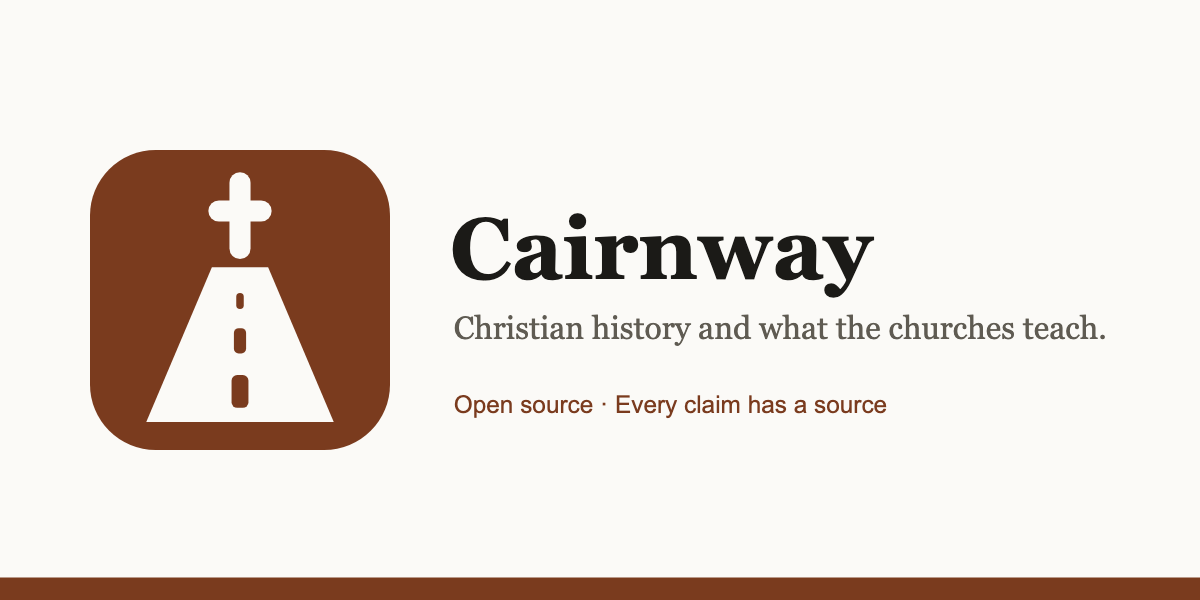 Cairnway
Christian history and what the churches teach.
Open source · Every claim has a source